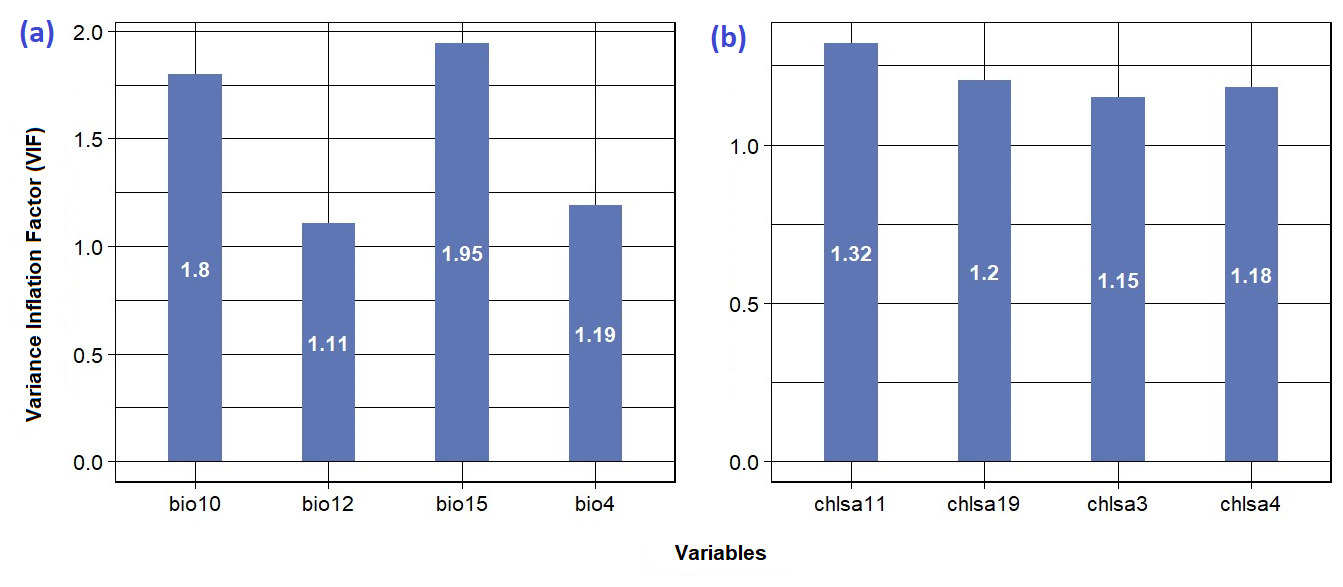 (a)
Variance Inflation Factor (VIF)
2.0
1.5
1.0
0.5
0.0
1.8
1.11
1.95
1.19
bio10 bio12 bio15 bio4
(b)
1.0
0.5
0.0
1.32
1.2
1.15
1.18
chlsa11 chlsa19 chlsa3 chlsa4
Variables